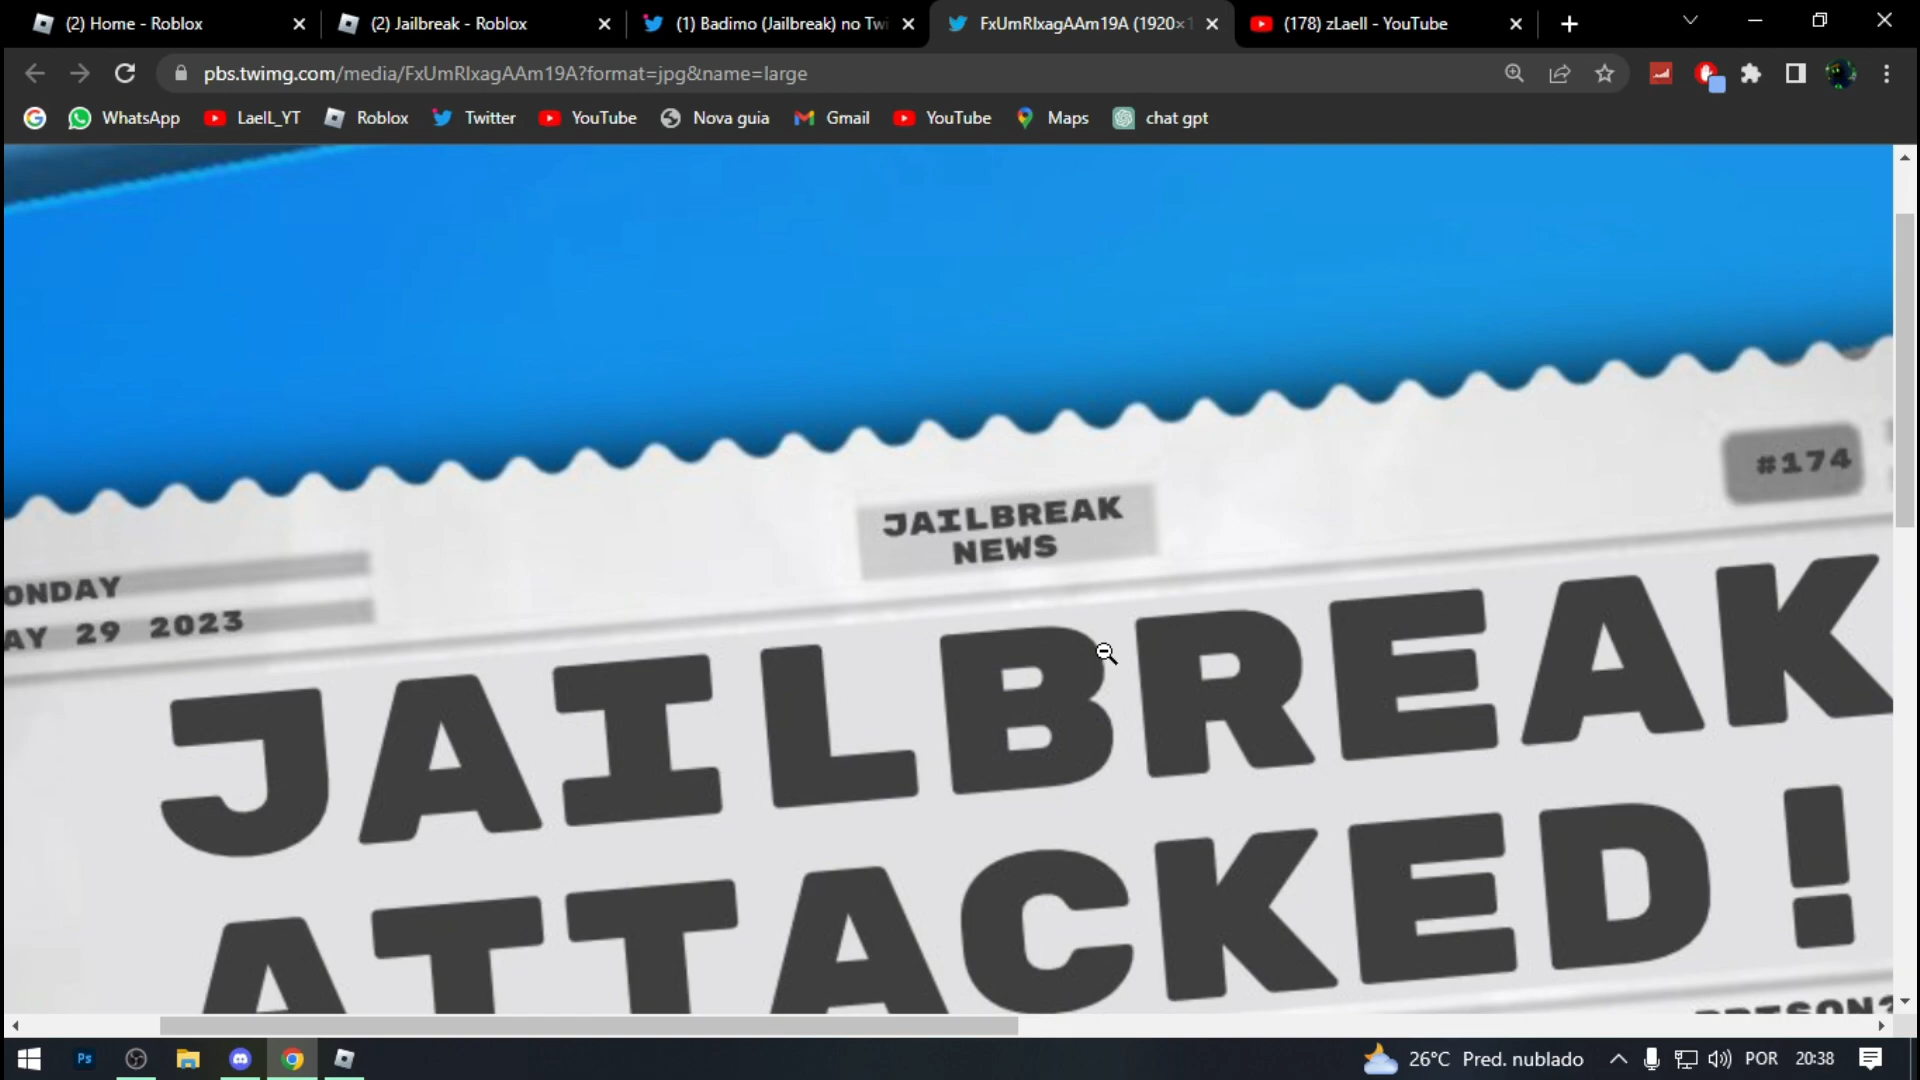 (2) Home - Roblox
(2) Jailbreak - Roblox
(1) Badimo (Jailbreak) no Twi
FxUmRlxagAAm19A (1920×1
(178) zLaell - YouTube
pbs.twimg.com/media/FxUmRlxagAAm19A?format=jpg&name=large
WhatsApp
LaelL_YT
Roblox
Twitter
YouTube
Nova guia
Gmail
YouTube
Maps
chat gpt
#174
JAILBREAK
NEWS
ONDAY
AY 29 2023
JAILBREAK
ATTACKED!
Ps
26°C Pred. nublado
POR
20:38